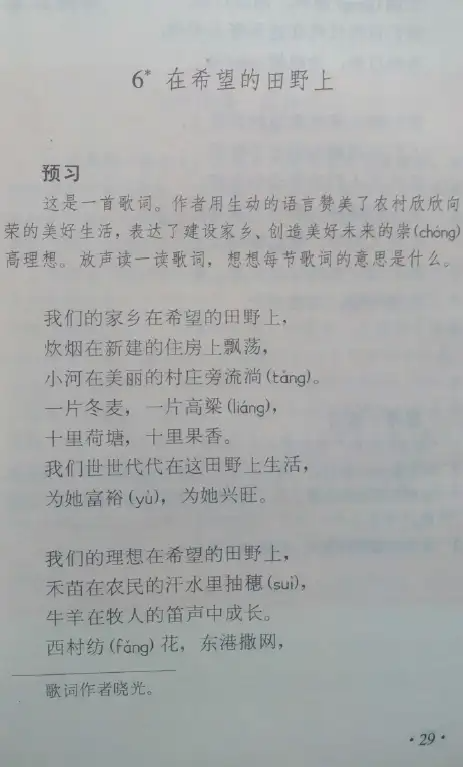 6* 在希望的田野上
预习
这是一首歌词。作者用生动的语言赞美了农村欣欣向
荣的美好生活，表达了建设家乡、创造美好未来的崇(chóng)
高理想。放声读一读歌词，想想每节歌词的意思是什么。
我们的家乡在希望的田野上，
炊烟在新建的住房上飘荡，
小河在美丽的村庄旁流淌(tǎng)。
一片冬麦，一片高粱(liáng)，
十里荷塘，十里果香。
我们世世代代在这田野上生活，
为她富裕(yù)，为她兴旺。
我们的理想在希望的田野上，
禾苗在农民的汗水里抽穗(suì)，
牛羊在牧人的笛声中成长。
西村纺(fǎng)花，东港撒网，
歌词作者晓光。
·29·